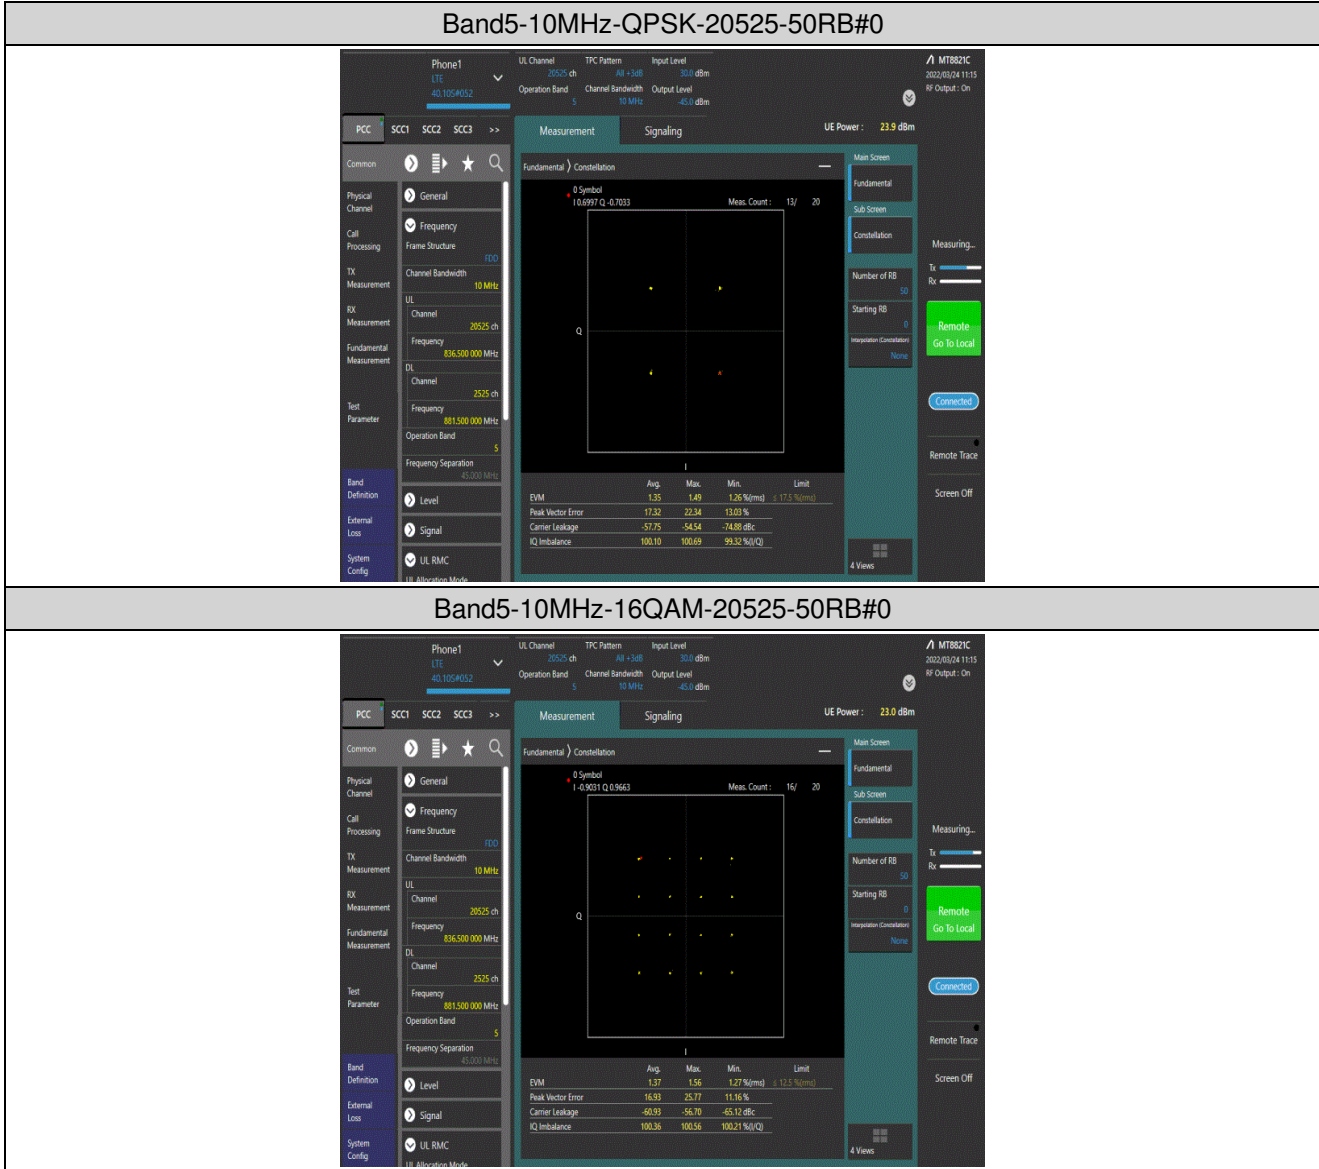 Band5-10MHz-QPSK-20525-50RB#0
Phone1
LTE
40.105#052
UL Channel TPC Pattern Input Level
20525 ch All +3dB 30.0 dBm
Operation Band Channel Bandwidth Output Level
5 10 MHz -45.0 dBm
MT8821C
2022/03/24 11:15
RF Output : On
PCC SCC1 SCC2 SCC3 >>
Measurement Signaling
UE Power : 23.9 dBm
Common
Physical Channel
Call Processing
TX Measurement
RX Measurement
Fundamental Measurement
Test Parameter
Band Definition
External Loss
System Config
General
Frequency
Frame Structure
FDD
Channel Bandwidth
10 MHz
UL
Channel
20525 ch
Frequency
836.500 000 MHz
DL
Channel
2525 ch
Frequency
881.500 000 MHz
Operation Band
5
Frequency Separation
45.000 MHz
Level
Signal
UL RMC
UL Allocation Mode
Fundamental 〉 Constellation
0 Symbol
I 0.6997 Q -0.7033 Meas. Count : 13/ 20
Q
I
Avg. Max. Min. Limit
EVM 1.35 1.49 1.26 %(rms) ≤ 17.5 %(rms)
Peak Vector Error 17.32 22.34 13.03 %
Carrier Leakage -57.75 -54.54 -74.88 dBc
IQ Imbalance 100.10 100.69 99.32 %(I/Q)
Main Screen
Fundamental
Sub Screen
Constellation
Number of RB
50
Starting RB
0
Interpolation (Constellation)
None
4 Views
Measuring...
Tx
Rx
Remote
Go To Local
Connected
Remote Trace
Screen Off
Band5-10MHz-16QAM-20525-50RB#0
Phone1
LTE
40.105#052
UL Channel TPC Pattern Input Level
20525 ch All +3dB 30.0 dBm
Operation Band Channel Bandwidth Output Level
5 10 MHz -45.0 dBm
MT8821C
2022/03/24 11:15
RF Output : On
PCC SCC1 SCC2 SCC3 >>
Measurement Signaling
UE Power : 23.0 dBm
Common
Physical Channel
Call Processing
TX Measurement
RX Measurement
Fundamental Measurement
Test Parameter
Band Definition
External Loss
System Config
General
Frequency
Frame Structure
FDD
Channel Bandwidth
10 MHz
UL
Channel
20525 ch
Frequency
836.500 000 MHz
DL
Channel
2525 ch
Frequency
881.500 000 MHz
Operation Band
5
Frequency Separation
45.000 MHz
Level
Signal
UL RMC
UL Allocation Mode
Fundamental 〉 Constellation
0 Symbol
I -0.9031 Q 0.9663 Meas. Count : 16/ 20
Q
I
Avg. Max. Min. Limit
EVM 1.37 1.56 1.27 %(rms) ≤ 12.5 %(rms)
Peak Vector Error 16.93 25.77 11.16 %
Carrier Leakage -60.93 -56.70 -65.12 dBc
IQ Imbalance 100.36 100.56 100.21 %(I/Q)
Main Screen
Fundamental
Sub Screen
Constellation
Number of RB
50
Starting RB
0
Interpolation (Constellation)
None
4 Views
Measuring...
Tx
Rx
Remote
Go To Local
Connected
Remote Trace
Screen Off